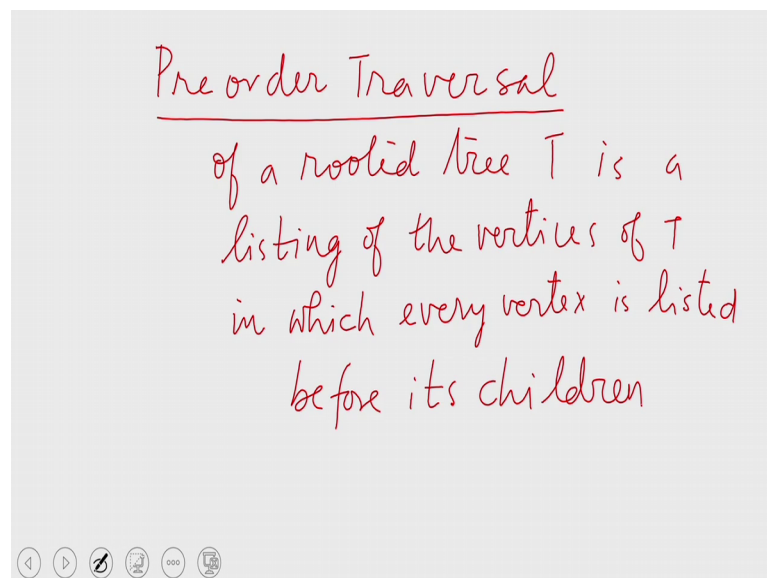 Preorder Traversal
of a rooted tree T is a
listing of the vertices of T
in which every vertex is listed
before its children